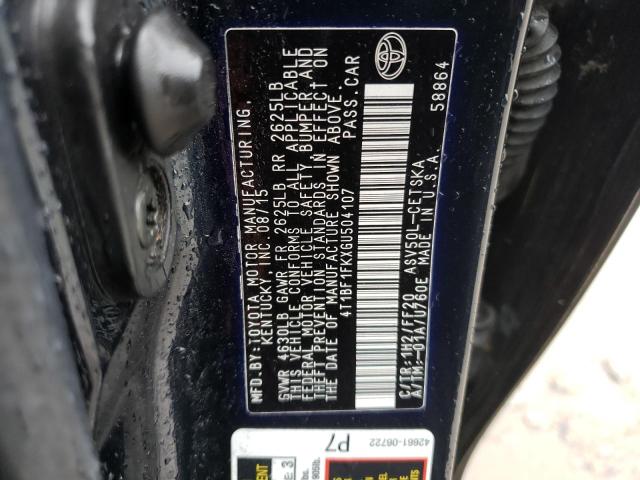 MFD.BY:TOYOTA MOTOR MANUFACTURING,
KENTUCKY, INC. 08/15
GVWR 4630LB GAWR FR 2625LB RR 2625LB
THIS VEHICLE CONFORMS TO ALL APPLICABLE
FEDERAL MOTOR VEHICLE SAFETY, BUMPER, AND
THEFT PREVENTION STANDARDS IN EFFECT ON
THE DATE OF MANUFACTURE SHOWN ABOVE.
4T1BF1FKXGU504107 PASS.CAR
C/TR:1H2/FF20 ASV50L-CETSKA
A/TM:-01A/U760E MADE IN U.S.A. 58864
P7
42661-06722